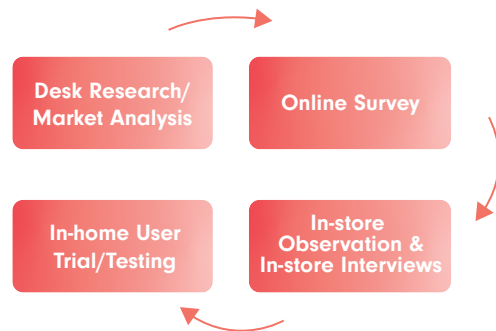 Desk Research/
Market Analysis
Online Survey
In-home User
Trial/Testing
In-store
Observation &
In-store Interviews